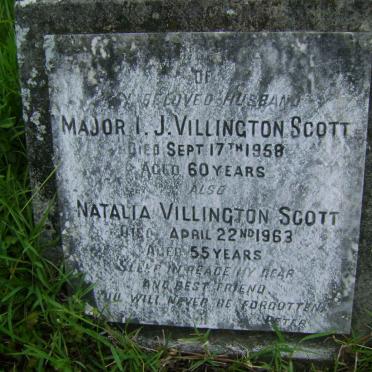 OF
MY BELOVED HUSBAND
MAJOR I. J. VILLINGTON SCOTT
DIED SEPT 17TH 1958
AGED 60 YEARS
ALSO
NATALIA VILLINGTON SCOTT
DIED APRIL 22ND 1963
AGED 55 YEARS
SLEEP IN PEACE MY DEAR
AND BEST FRIEND
YOU WILL NEVER BE FORGOTTEN
PETER